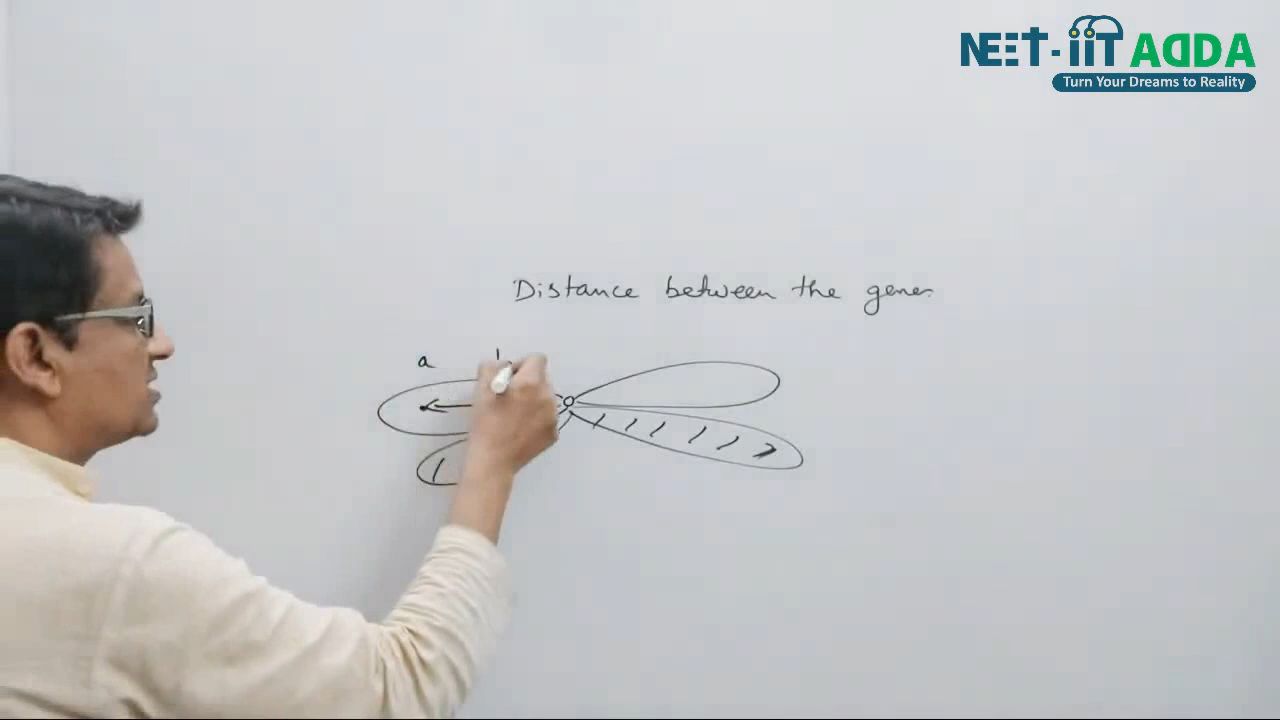 NEET-iiT ADDA
Turn Your Dreams to Reality
Distance between the genes
a